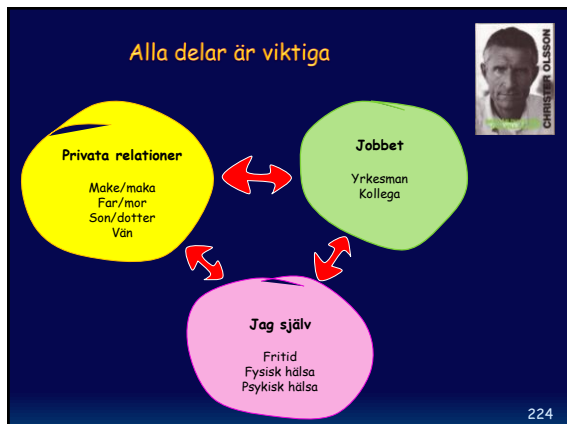 Alla delar är viktiga
CHRISTER OLSSON
Privata relationer
Make/maka
Far/mor
Son/dotter
Vän
Jobbet
Yrkesman
Kollega
Jag själv
Fritid
Fysisk hälsa
Psykisk hälsa
224